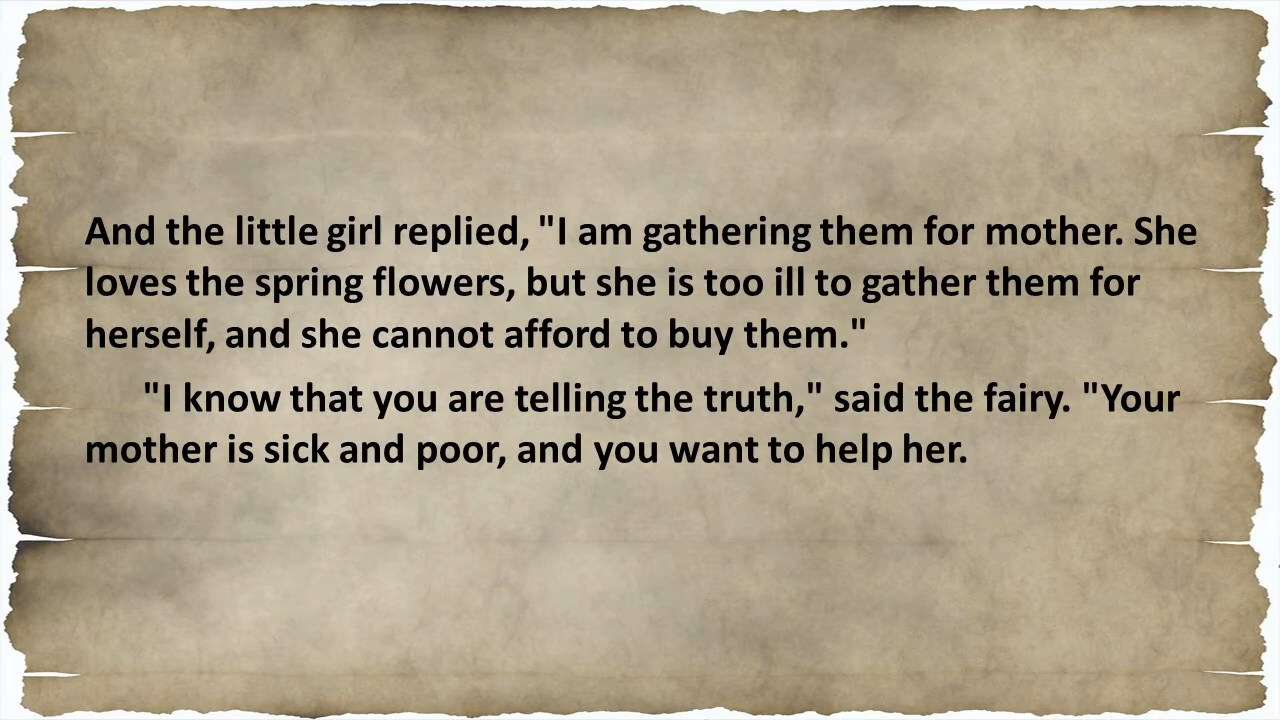 And the little girl replied, "I am gathering them for mother. She
loves the spring flowers, but she is too ill to gather them for
herself, and she cannot afford to buy them."
"I know that you are telling the truth," said the fairy. "Your
mother is sick and poor, and you want to help her.